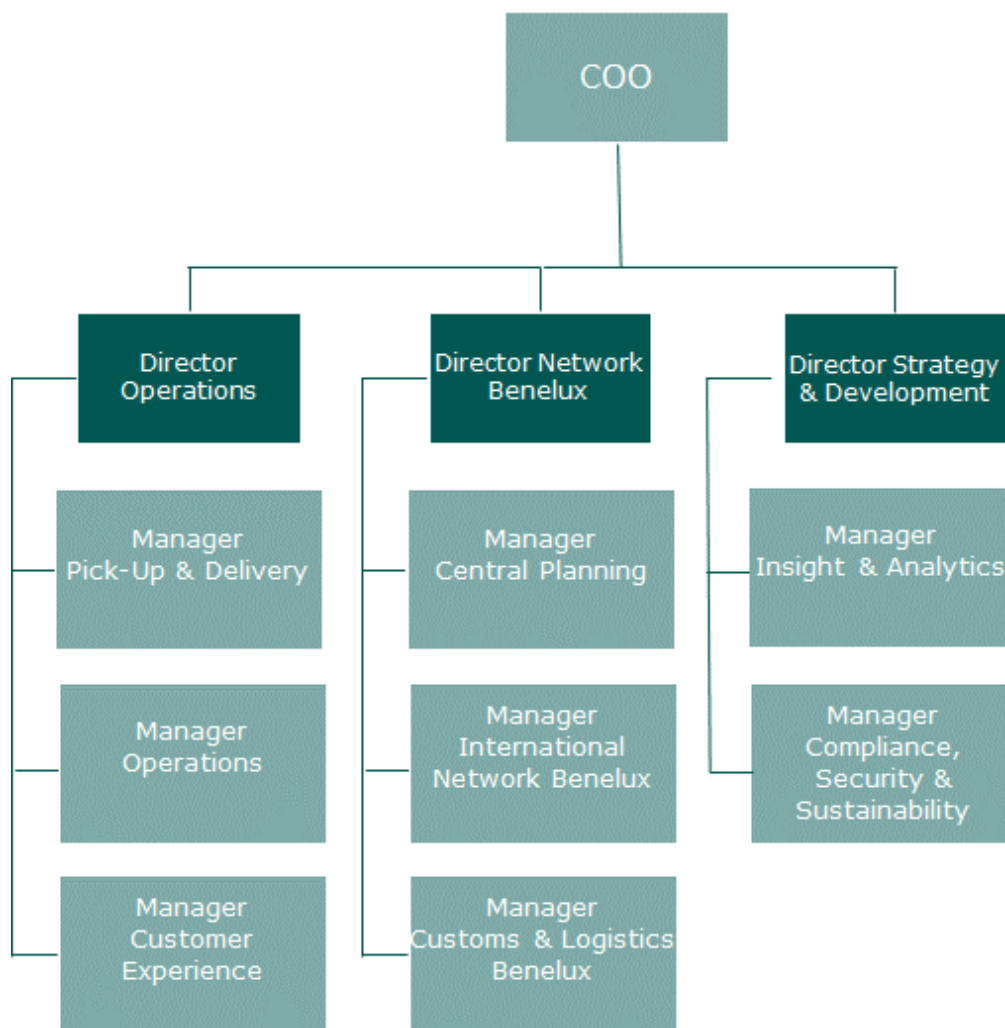 COO
Director
Operations
Director Network
Benelux
Director Strategy
& Development
Manager
Pick-Up & Delivery
Manager
Central Planning
Manager
Insight & Analytics
Manager
Operations
Manager
International
Network Benelux
Manager
Compliance,
Security &
Sustainability
Manager
Customer
Experience
Manager
Customs & Logistics
Benelux